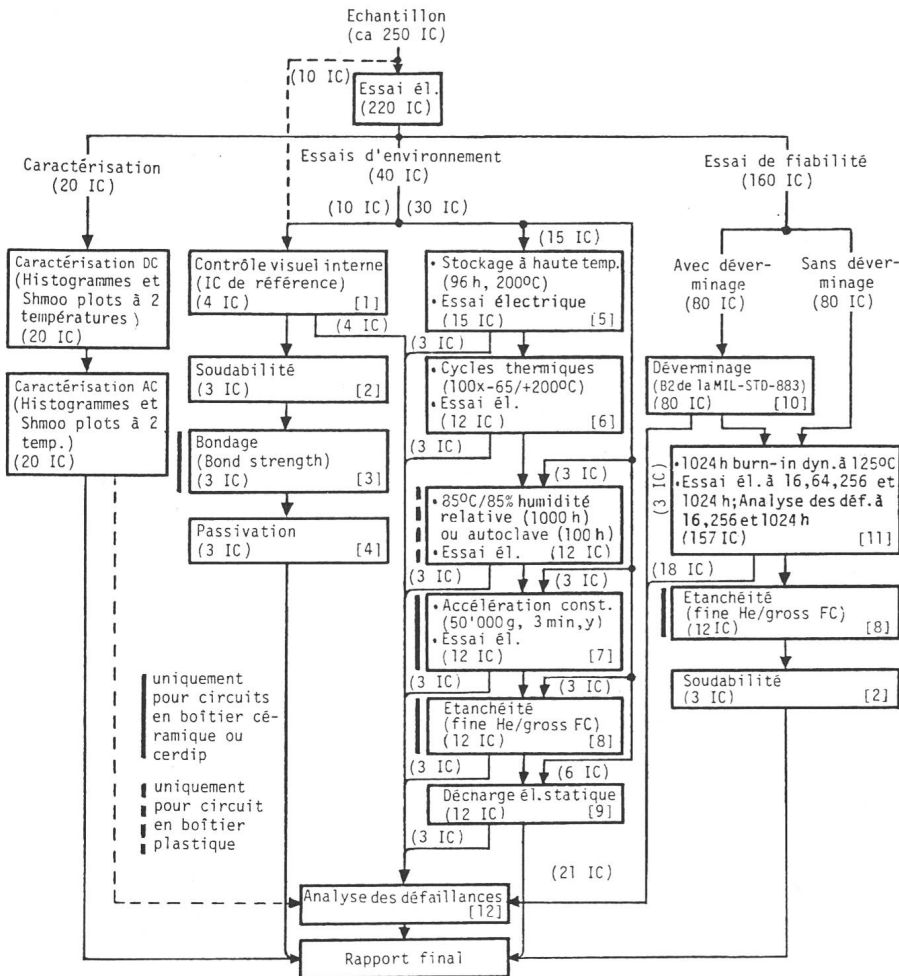 Echantillon
(ca 250 IC)
(10 IC)
Essai él.
(220 IC)
Caractérisation
(20 IC)
Essais d'environnement
(40 IC)
Essai de fiabilité
(160 IC)
(10 IC)
(30 IC)
(15 IC)
Avec déver-
minage
(80 IC)
Sans déver-
minage
(80 IC)
Caractérisation DC
(Histogrammes et
Shmoo plots à 2
températures)
(20 IC)
Caractérisation AC
(Histogrammes et
Shmoo plots à 2
temp.)
(20 IC)
Contrôle visuel interne
(IC de référence)
(4 IC) [1]
(4 IC)
Soudabilité
(3 IC) [2]
Bondage
(Bond strength)
(3 IC) [3]
Passivation
(3 IC) [4]
• Stockage à haute temp.
(96h, 200°C)
• Essai électrique
(15 IC) [5]
(3 IC)
• Cycles thermiques
(100x-65/+200°C)
• Essai él.
(12 IC) [6]
(3 IC)
(3 IC)
• 85°C/85% humidité
relative (1000h)
ou autoclave (100h)
• Essai él. (12 IC)
(3 IC)
(3 IC)
• Accélération const.
(50'000g, 3min,y)
• Essai él.
(12 IC) [7]
(3 IC)
(3 IC)
Etanchéité
(fine He/gross FC)
(12 IC) [8]
(3 IC)
(6 IC)
Décharge él.statique
(12 IC) [9]
(3 IC)
Déverminage
(B2 de la MIL-STD-883)
(80 IC) [10]
(3 IC)
• 1024h burn-in dyn.à 125°C
• Essai él.à 16,64,256 et
1024h; Analyse des déf.à
16,256 et 1024h
(157 IC) [11]
(18 IC)
Etanchéité
(fine He/gross FC)
(12 IC) [8]
Soudabilité
(3 IC) [2]
(21 IC)
uniquement
pour circuits
en boîtier cé-
ramique ou
cerdip
uniquement
pour circuit
en boîtier
plastique
Analyse des défaillances
[12]
Rapport final